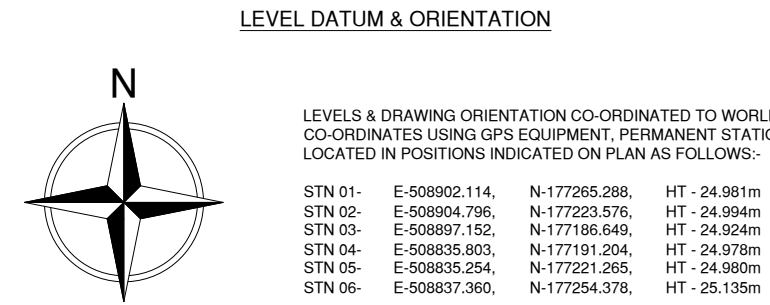 LEVEL DATUM & ORIENTATION
N
LEVELS & DRAWING ORIENTATION CO-ORDINATED TO
CO-ORDINATES USING GPS EQUIPMENT, PERMANENT
LOCATED IN POSITIONS INDICATED ON PLAN AS FOLLOWS:-
STN 01- E-508902.114, N-177265.288, HT - 24.981m
STN 02- E-508904.796, N-177223.576, HT - 24.994m
STN 03- E-508897.152, N-177186.649, HT - 24.924m
STN 04- E-508835.803, N-177191.204, HT - 24.978m
STN 05- E-508835.254, N-177221.265, HT - 24.980m
STN 06- E-508837.360, N-177254.378, HT - 25.135m